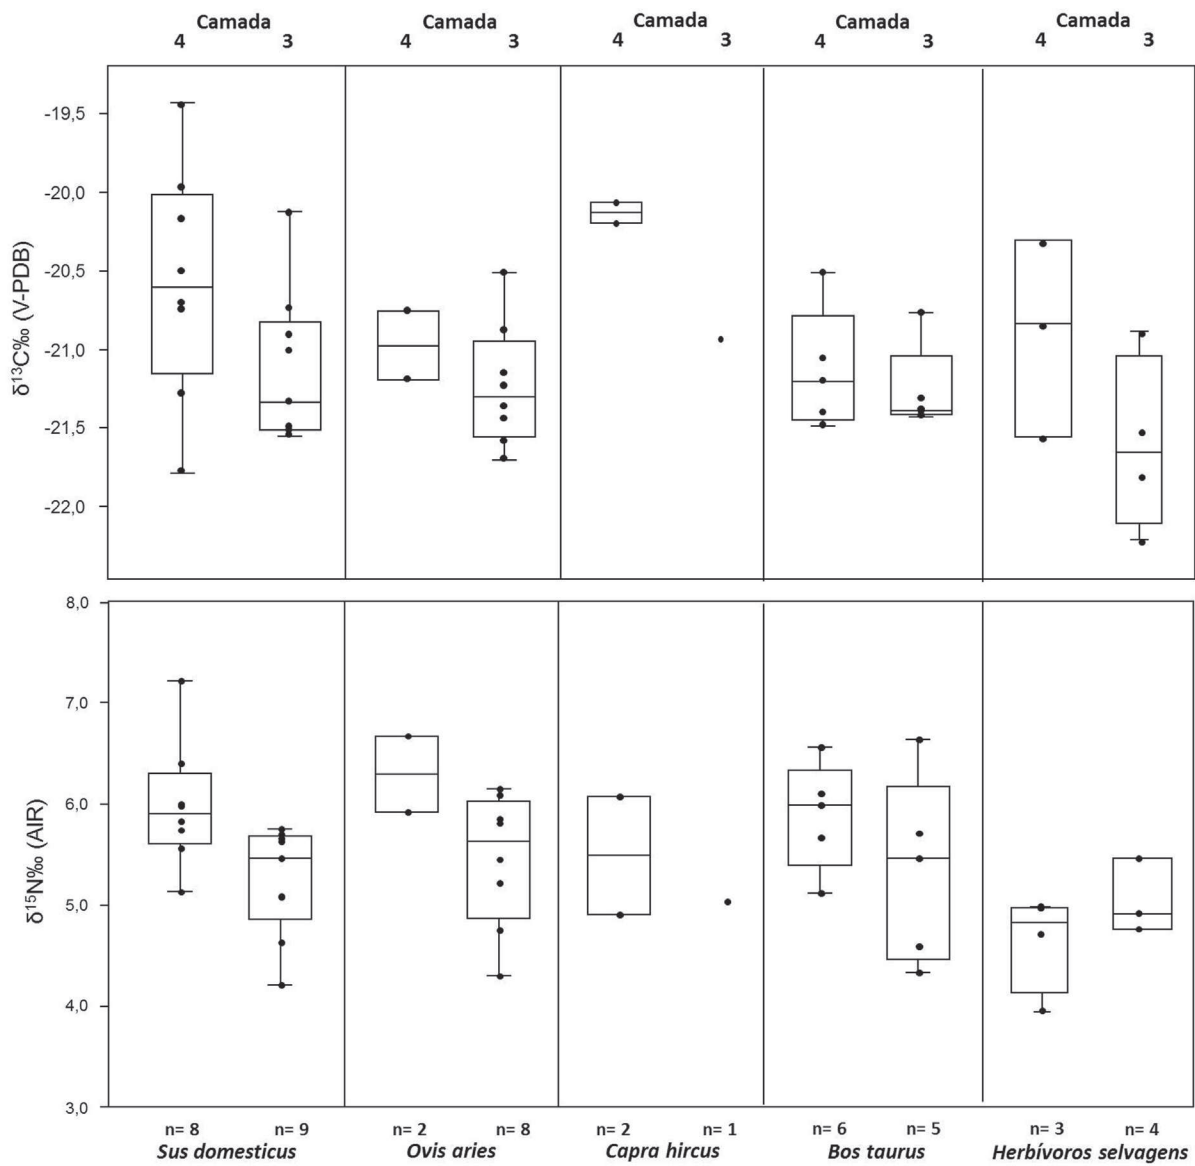 Camada Camada Camada Camada Camada
4 3 4 3 4 3 4 3 4 3
-19,5
-20,0
-20,5
-21,0
-21,5
-22,0
δ¹³C‰ (V-PDB)
8,0
7,0
6,0
5,0
4,0
3,0
δ¹⁵N‰ (AIR)
n= 8 n= 9 n= 2 n= 8 n= 2 n= 1 n= 6 n= 5 n= 3 n= 4
Sus domesticus Ovis aries Capra hircus Bos taurus Herbívoros selvagens